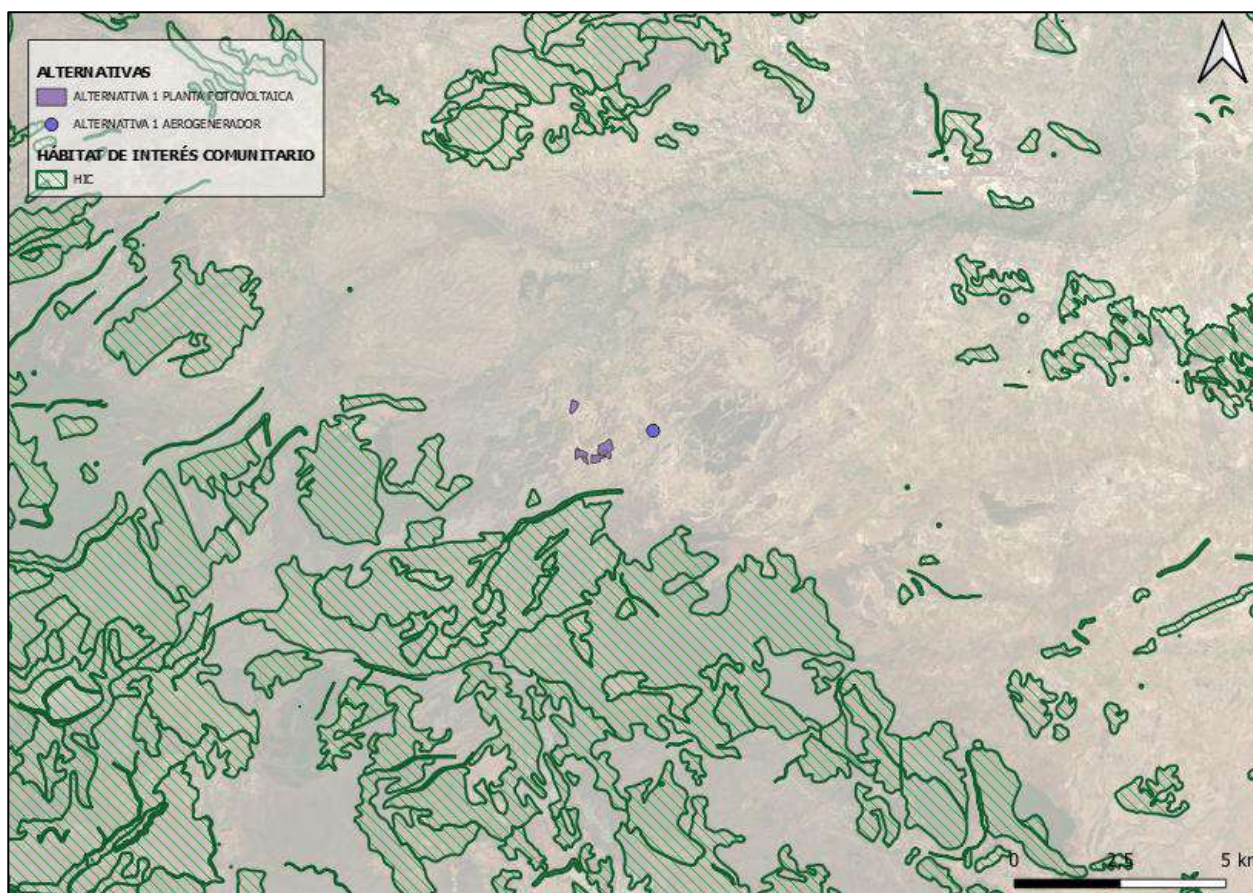 ALTERNATIVAS
ALTERNATIVA 1 PLANTA FOTOVOLTAICA
ALTERNATIVA 1 AEROGENERADOR
HÁBITAT DE INTERÉS COMUNITARIO
HIC
0 2,5 5 km